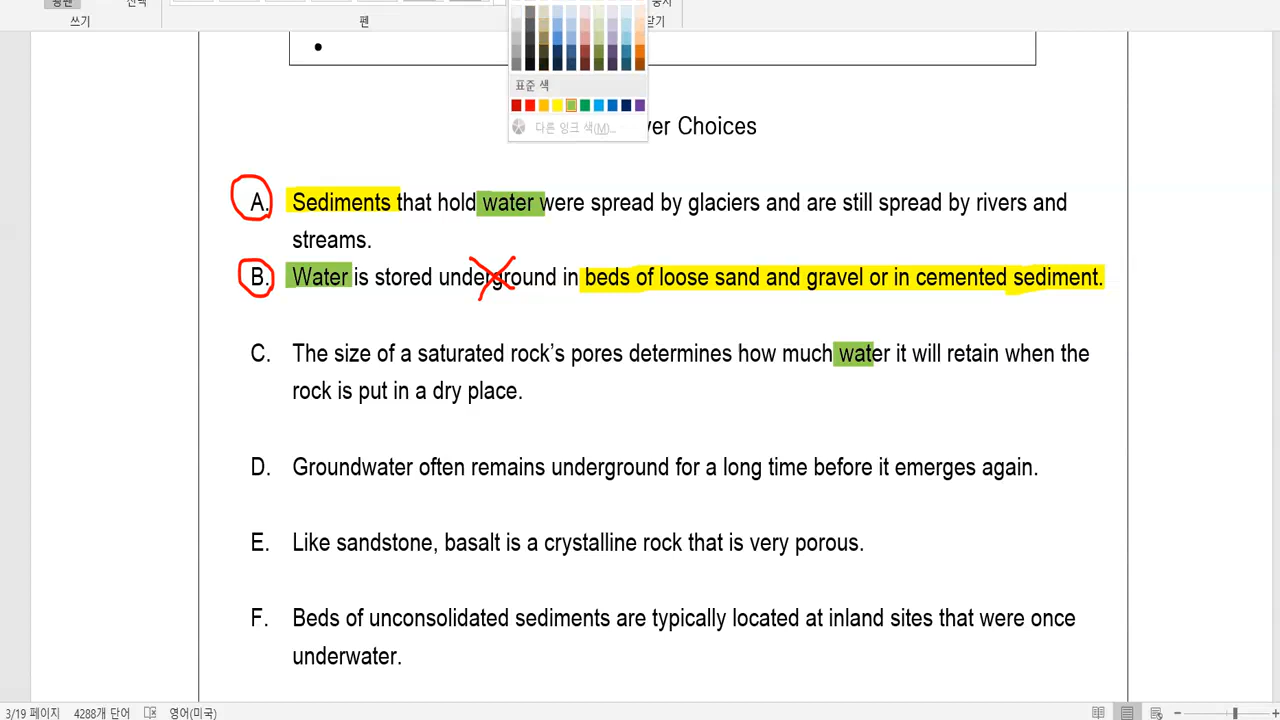 쓰기
펜
닫기
표준 색
다른 잉크 색(M)...
ver Choices
A. Sediments that hold water were spread by glaciers and are still spread by rivers and
streams.
B. Water is stored underground in beds of loose sand and gravel or in cemented sediment.
C. The size of a saturated rock’s pores determines how much water it will retain when the
rock is put in a dry place.
D. Groundwater often remains underground for a long time before it emerges again.
E. Like sandstone, basalt is a crystalline rock that is very porous.
F. Beds of unconsolidated sediments are typically located at inland sites that were once
underwater.
3/19 페이지 4288개 단어 영어(미국)